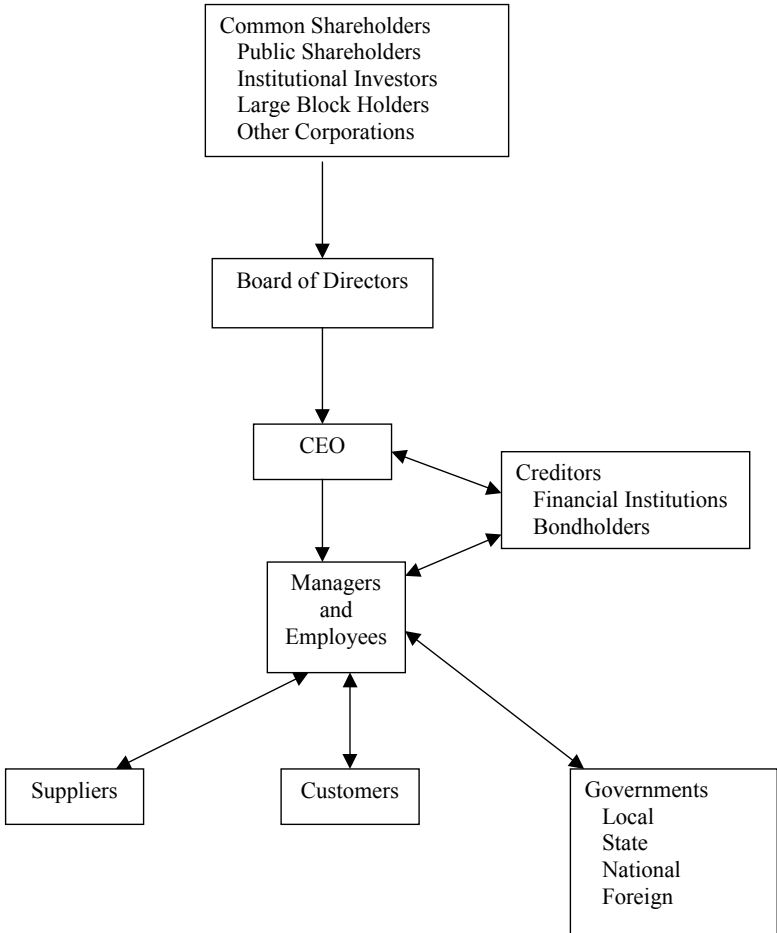 Common Shareholders
Public Shareholders
Institutional Investors
Large Block Holders
Other Corporations
Board of Directors
CEO
Creditors
Financial Institutions
Bondholders
Managers
and
Employees
Suppliers
Customers
Governments
Local
State
National
Foreign